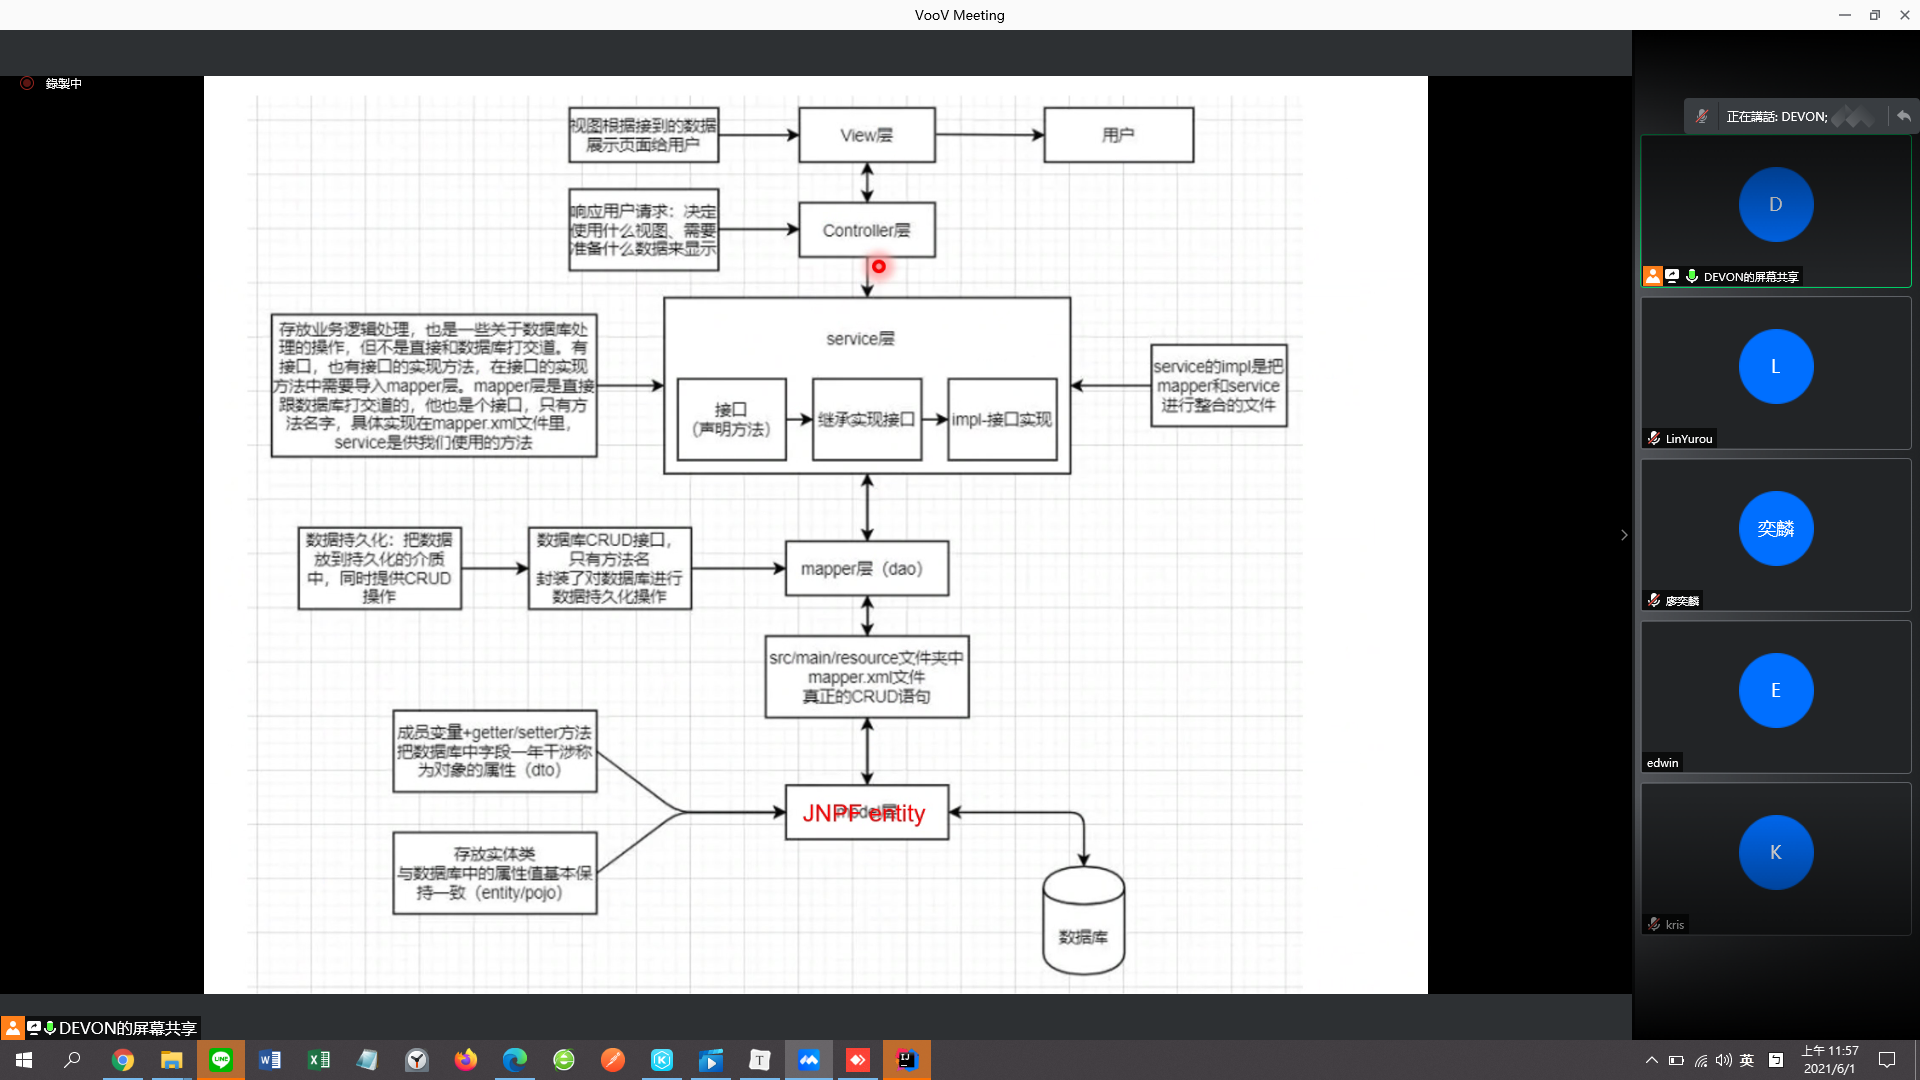 VooV Meeting
錄製中
正在講話: DEVON;
视图根据接到的数据
展示页面给用户
View层
用户
响应用户请求：决定
使用什么视图、需要
准备什么数据来显示
Controller层
存放业务逻辑处理，也是一些关于数据库处
理的操作，但不是直接和数据库打交道。有
接口，也有接口的实现方法，在接口的实现
方法中需要导入mapper层。mapper层是直接
跟数据库打交道的，他也是个接口，只有方
法名字，具体实现在mapper.xml文件里，
service是供我们使用的方法
service层
接口
（声明方法）
继承实现接口
impl-接口实现
service的impl是把
mapper和service
进行整合的文件
数据持久化：把数据
放到持久化的介质
中，同时提供CRUD
操作
数据库CRUD接口，
只有方法名
封装了对数据库进行
数据持久化操作
mapper层（dao）
src/main/resource文件夹中
mapper.xml文件
真正的CRUD语句
成员变量+getter/setter方法
把数据库中字段一年干涉称
为对象的属性（dto）
存放实体类
与数据库中的属性值基本保
持一致（entity/pojo）
JNPF entity
数据库
D
DEVON的屏幕共享
L
LinYurou
奕麟
廖奕麟
E
edwin
K
kris
DEVON的屏幕共享
英
上午 11:57
2021/6/1